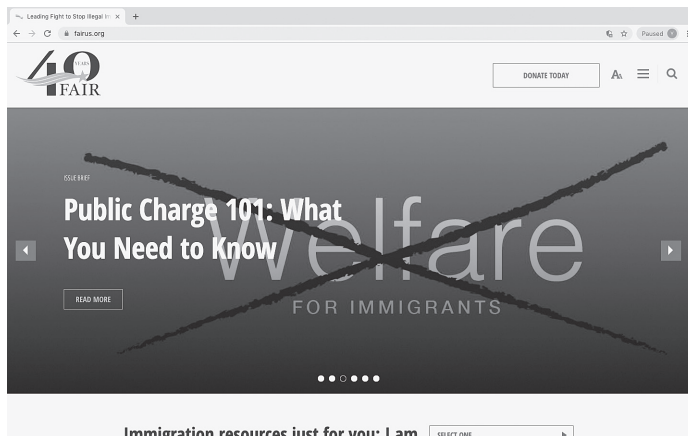 Leading Fight to Stop Illegal Im
fairus.org
Paused
40
YEARS
FAIR
DONATE TODAY
AA
ISSUE BRIEF
Public Charge 101: What
You Need to Know
Welfare
FOR IMMIGRANTS
READ MORE
Immigration resources just for you: I am
SELECT ONE